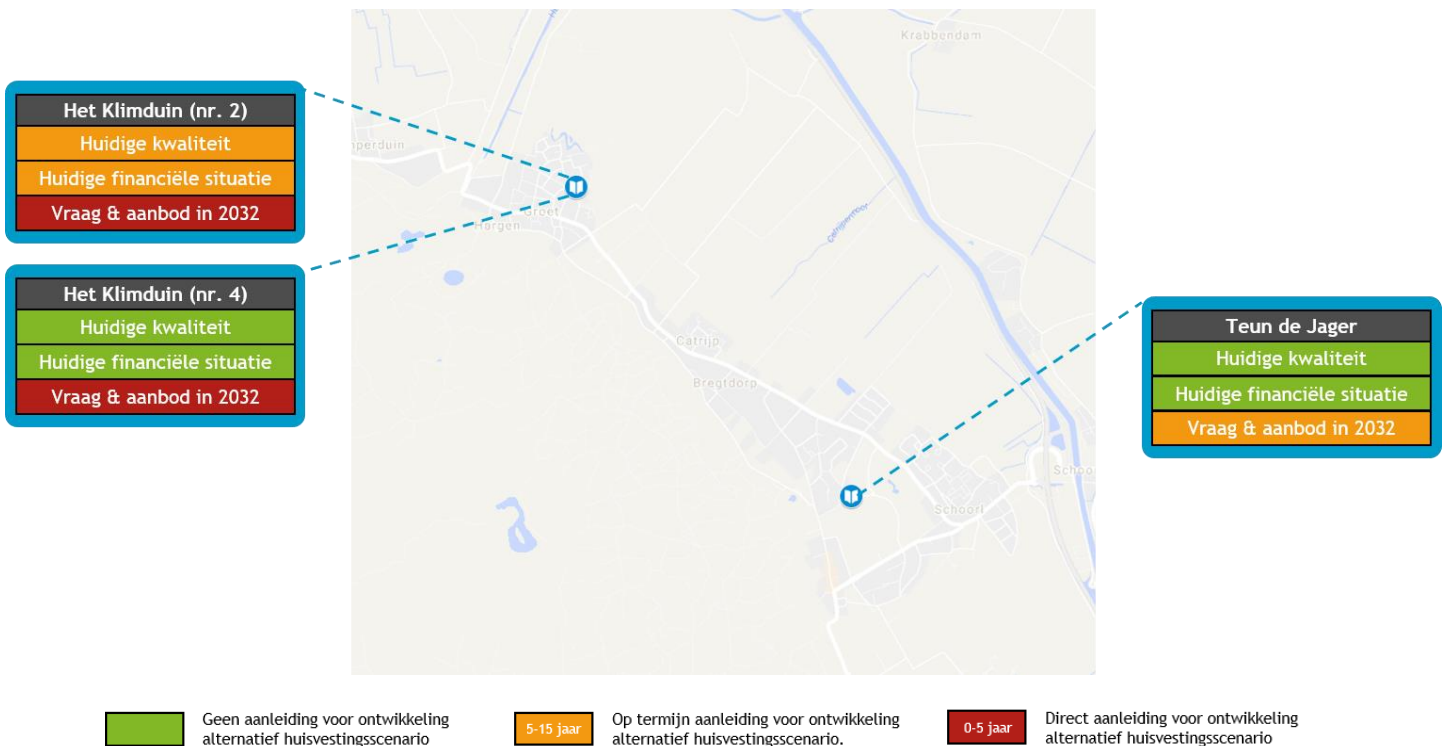 Krabbendam
Het Klimduin (nr. 2)
Huidige kwaliteit
Huidige financiële situatie
Vraag & aanbod in 2032
mperduin
Groet
Hargen
Het Klimduin (nr. 4)
Huidige kwaliteit
Huidige financiële situatie
Vraag & aanbod in 2032
Catrijp
Bregtdorp
Teun de Jager
Huidige kwaliteit
Huidige financiële situatie
Vraag & aanbod in 2032
Schoo
Schoorl
Geen aanleiding voor ontwikkeling
alternatief huisvestingsscenario
5-15 jaar
Op termijn aanleiding voor ontwikkeling
alternatief huisvestingsscenario.
0-5 jaar
Direct aanleiding voor ontwikkeling
alternatief huisvestingsscenario